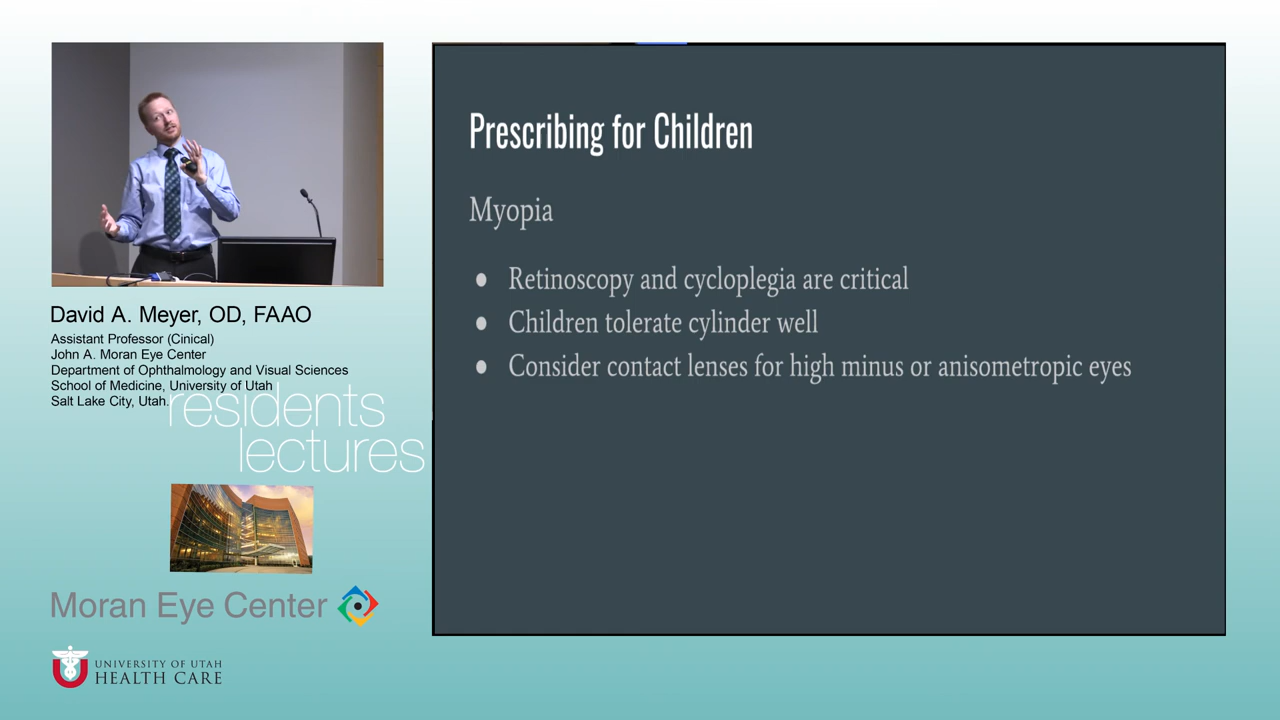 Prescribing for Children
Myopia
● Retinoscopy and cycloplegia are critical
● Children tolerate cylinder well
● Consider contact lenses for high minus or anisometropic eyes
David A. Meyer, OD, FAAO
Assistant Professor (Cinical)
John A. Moran Eye Center
Department of Ophthalmology and Visual Sciences
School of Medicine, University of Utah
Salt Lake City, Utah.
residents
lectures
Moran Eye Center
UNIVERSITY OF UTAH
HEALTH CARE